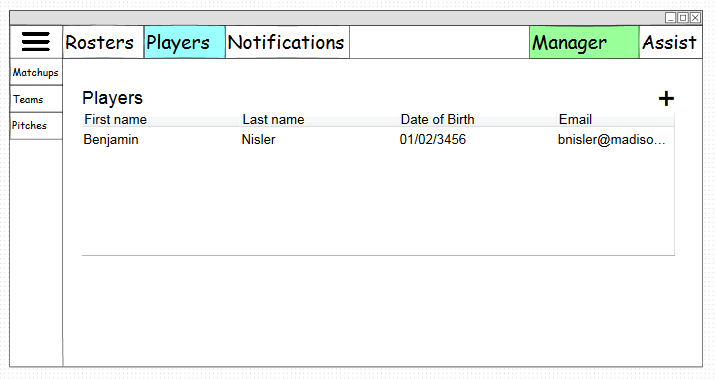 Rosters Players Notifications Manager Assist
Matchups
Teams
Pitches
Players
First name Last name Date of Birth Email
Benjamin Nisler 01/02/3456 bnisler@madiso...